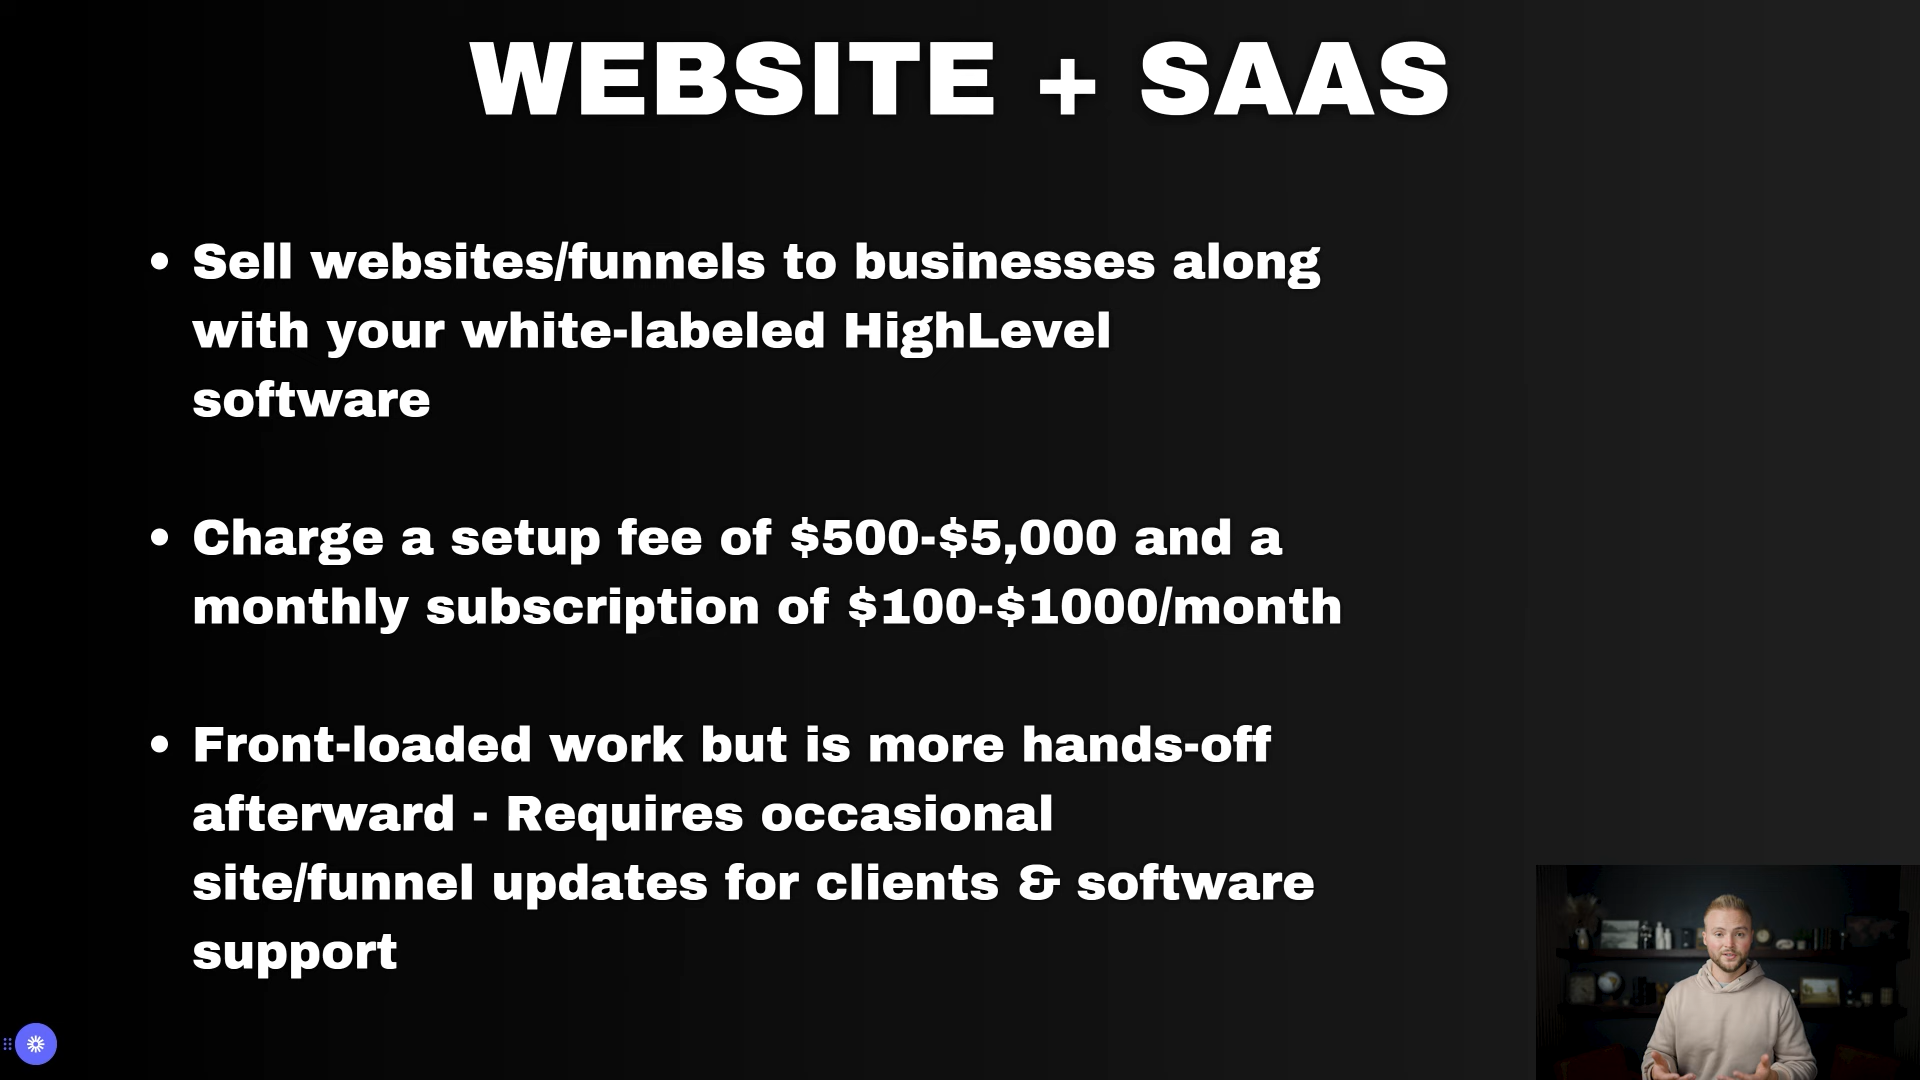 WEBSITE + SAAS
• Sell websites/funnels to businesses along
with your white-labeled HighLevel
software
• Charge a setup fee of $500-$5,000 and a
monthly subscription of $100-$1000/month
• Front-loaded work but is more hands-off
afterward - Requires occasional
site/funnel updates for clients & software
support